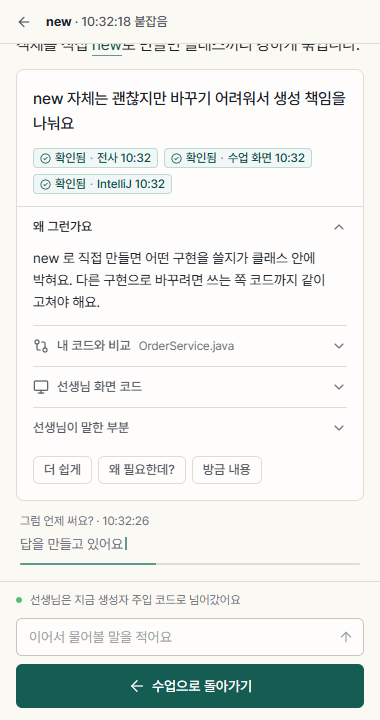 new · 10:32:18 붙잡음
객체를 직접 new로 만들면 클래스끼리 강하게 묶입니다.
new 자체는 괜찮지만 바꾸기 어려워서 생성 책임을
나눠요
확인됨 · 전사 10:32
확인됨 · 수업 화면 10:32
확인됨 · IntelliJ 10:32
왜 그런가요
new 로 직접 만들면 어떤 구현을 쓸지가 클래스 안에
박혀요. 다른 구현으로 바꾸려면 쓰는 쪽 코드까지 같이
고쳐야 해요.
내 코드와 비교 OrderService.java
선생님 화면 코드
선생님이 말한 부분
더 쉽게
왜 필요한데?
방금 내용
그럼 언제 써요? · 10:32:26
답을 만들고 있어요
선생님은 지금 생성자 주입 코드로 넘어갔어요
이어서 물어볼 말을 적어요
수업으로 돌아가기